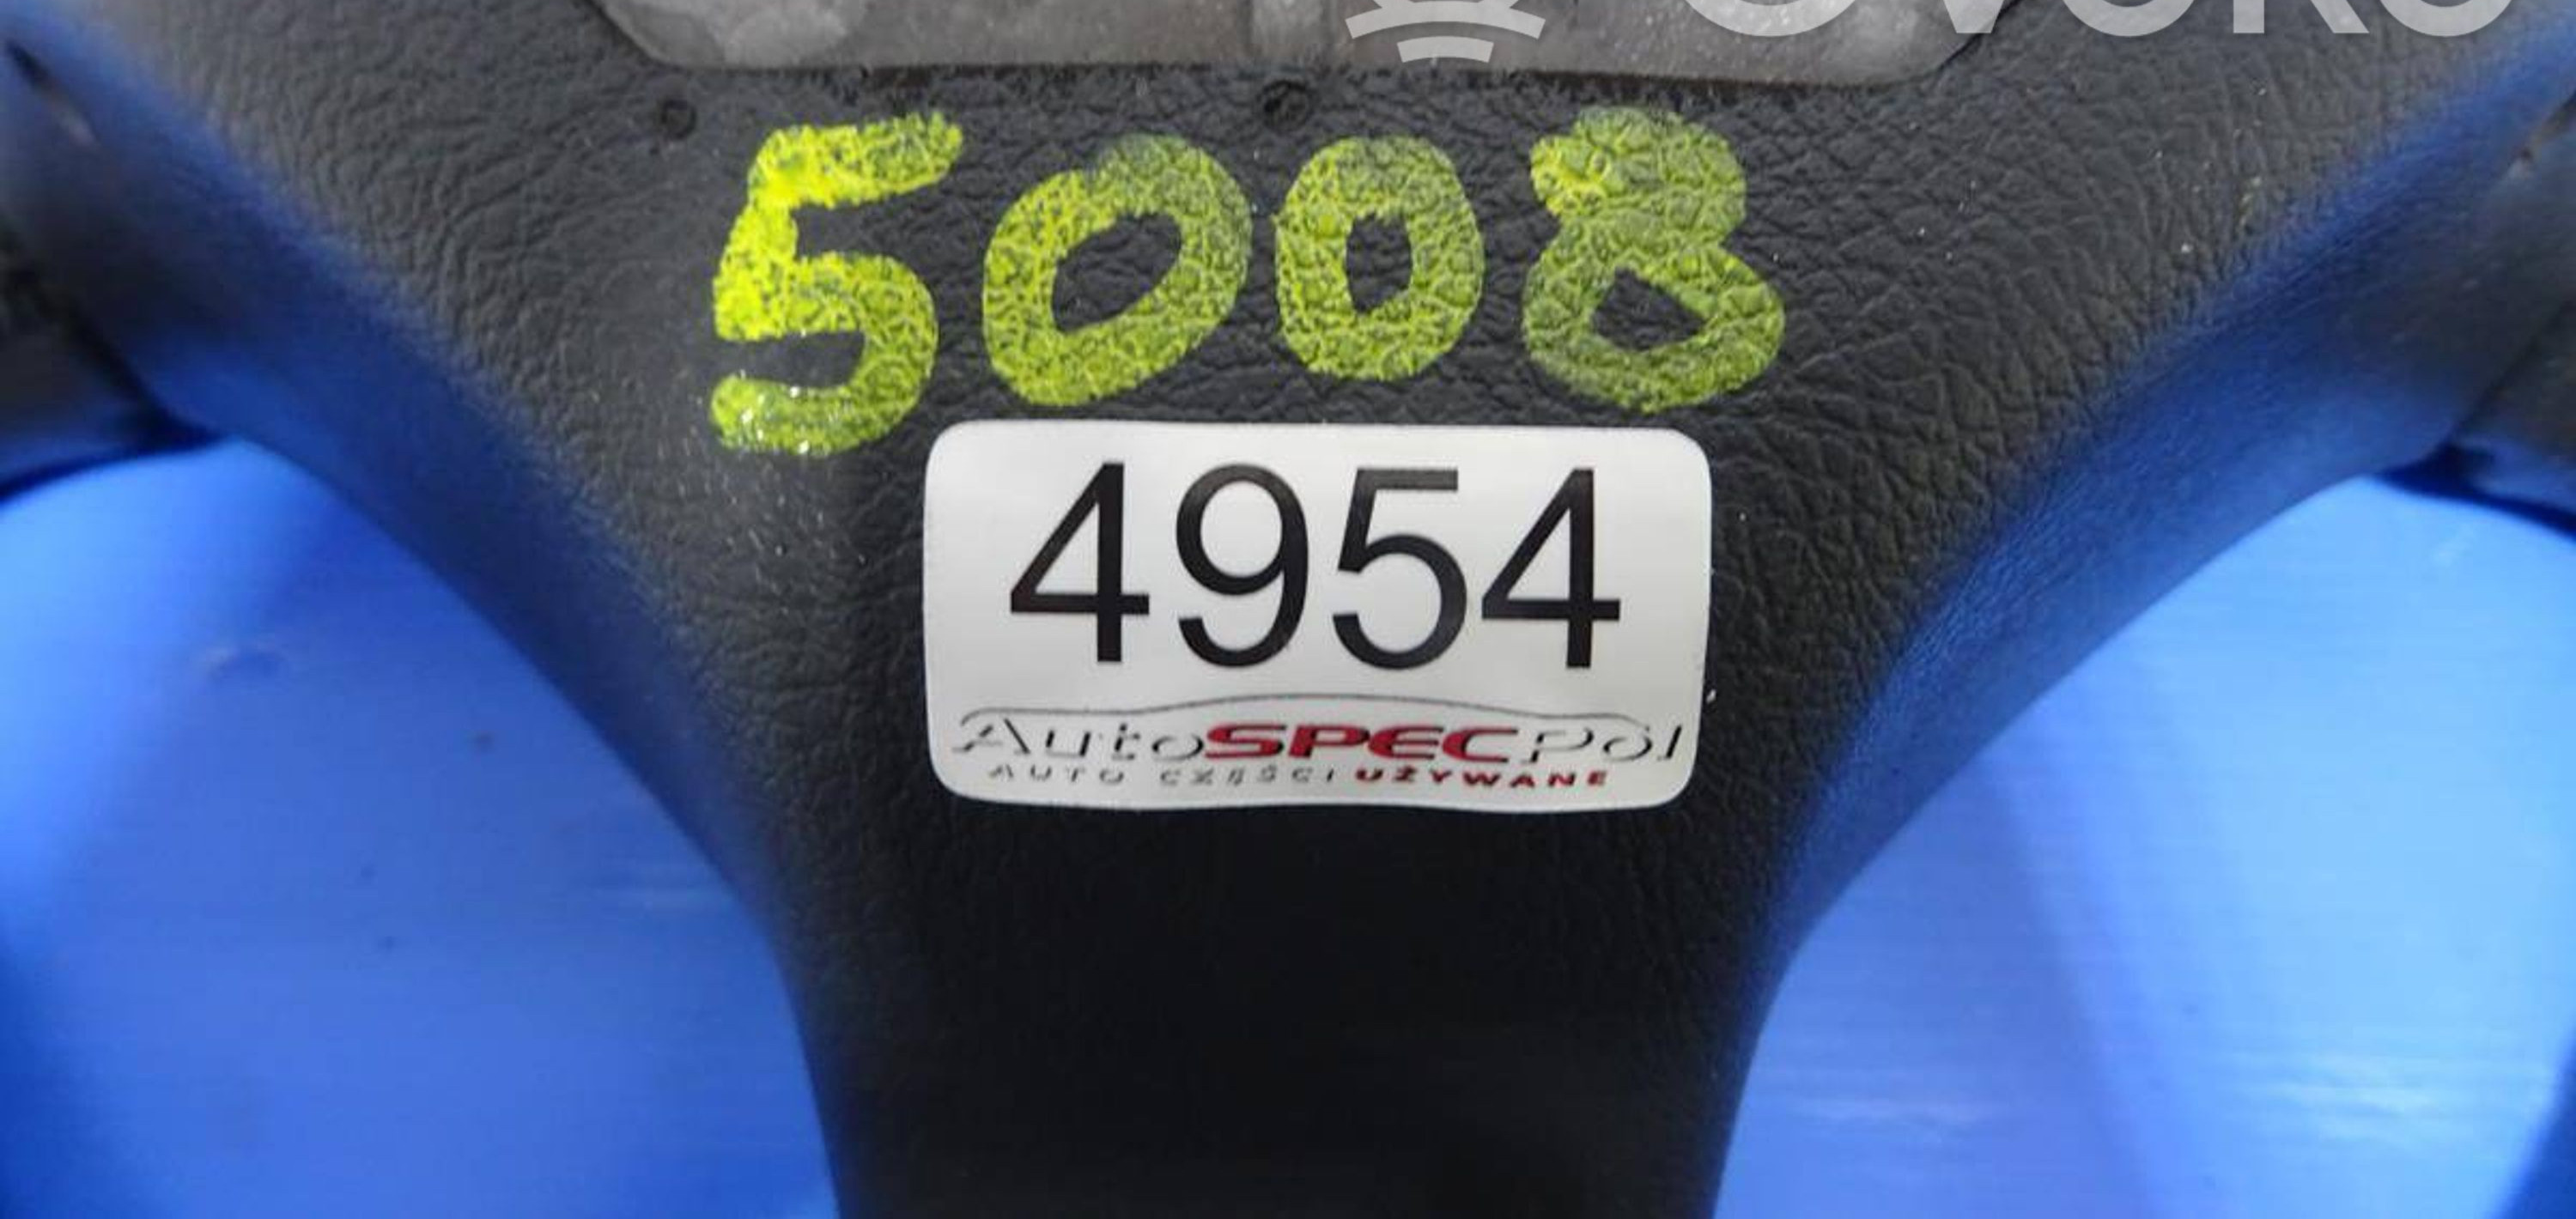 5008
4954
AutoSPECPol
AUTO CZĘŚCI UŻYWANE